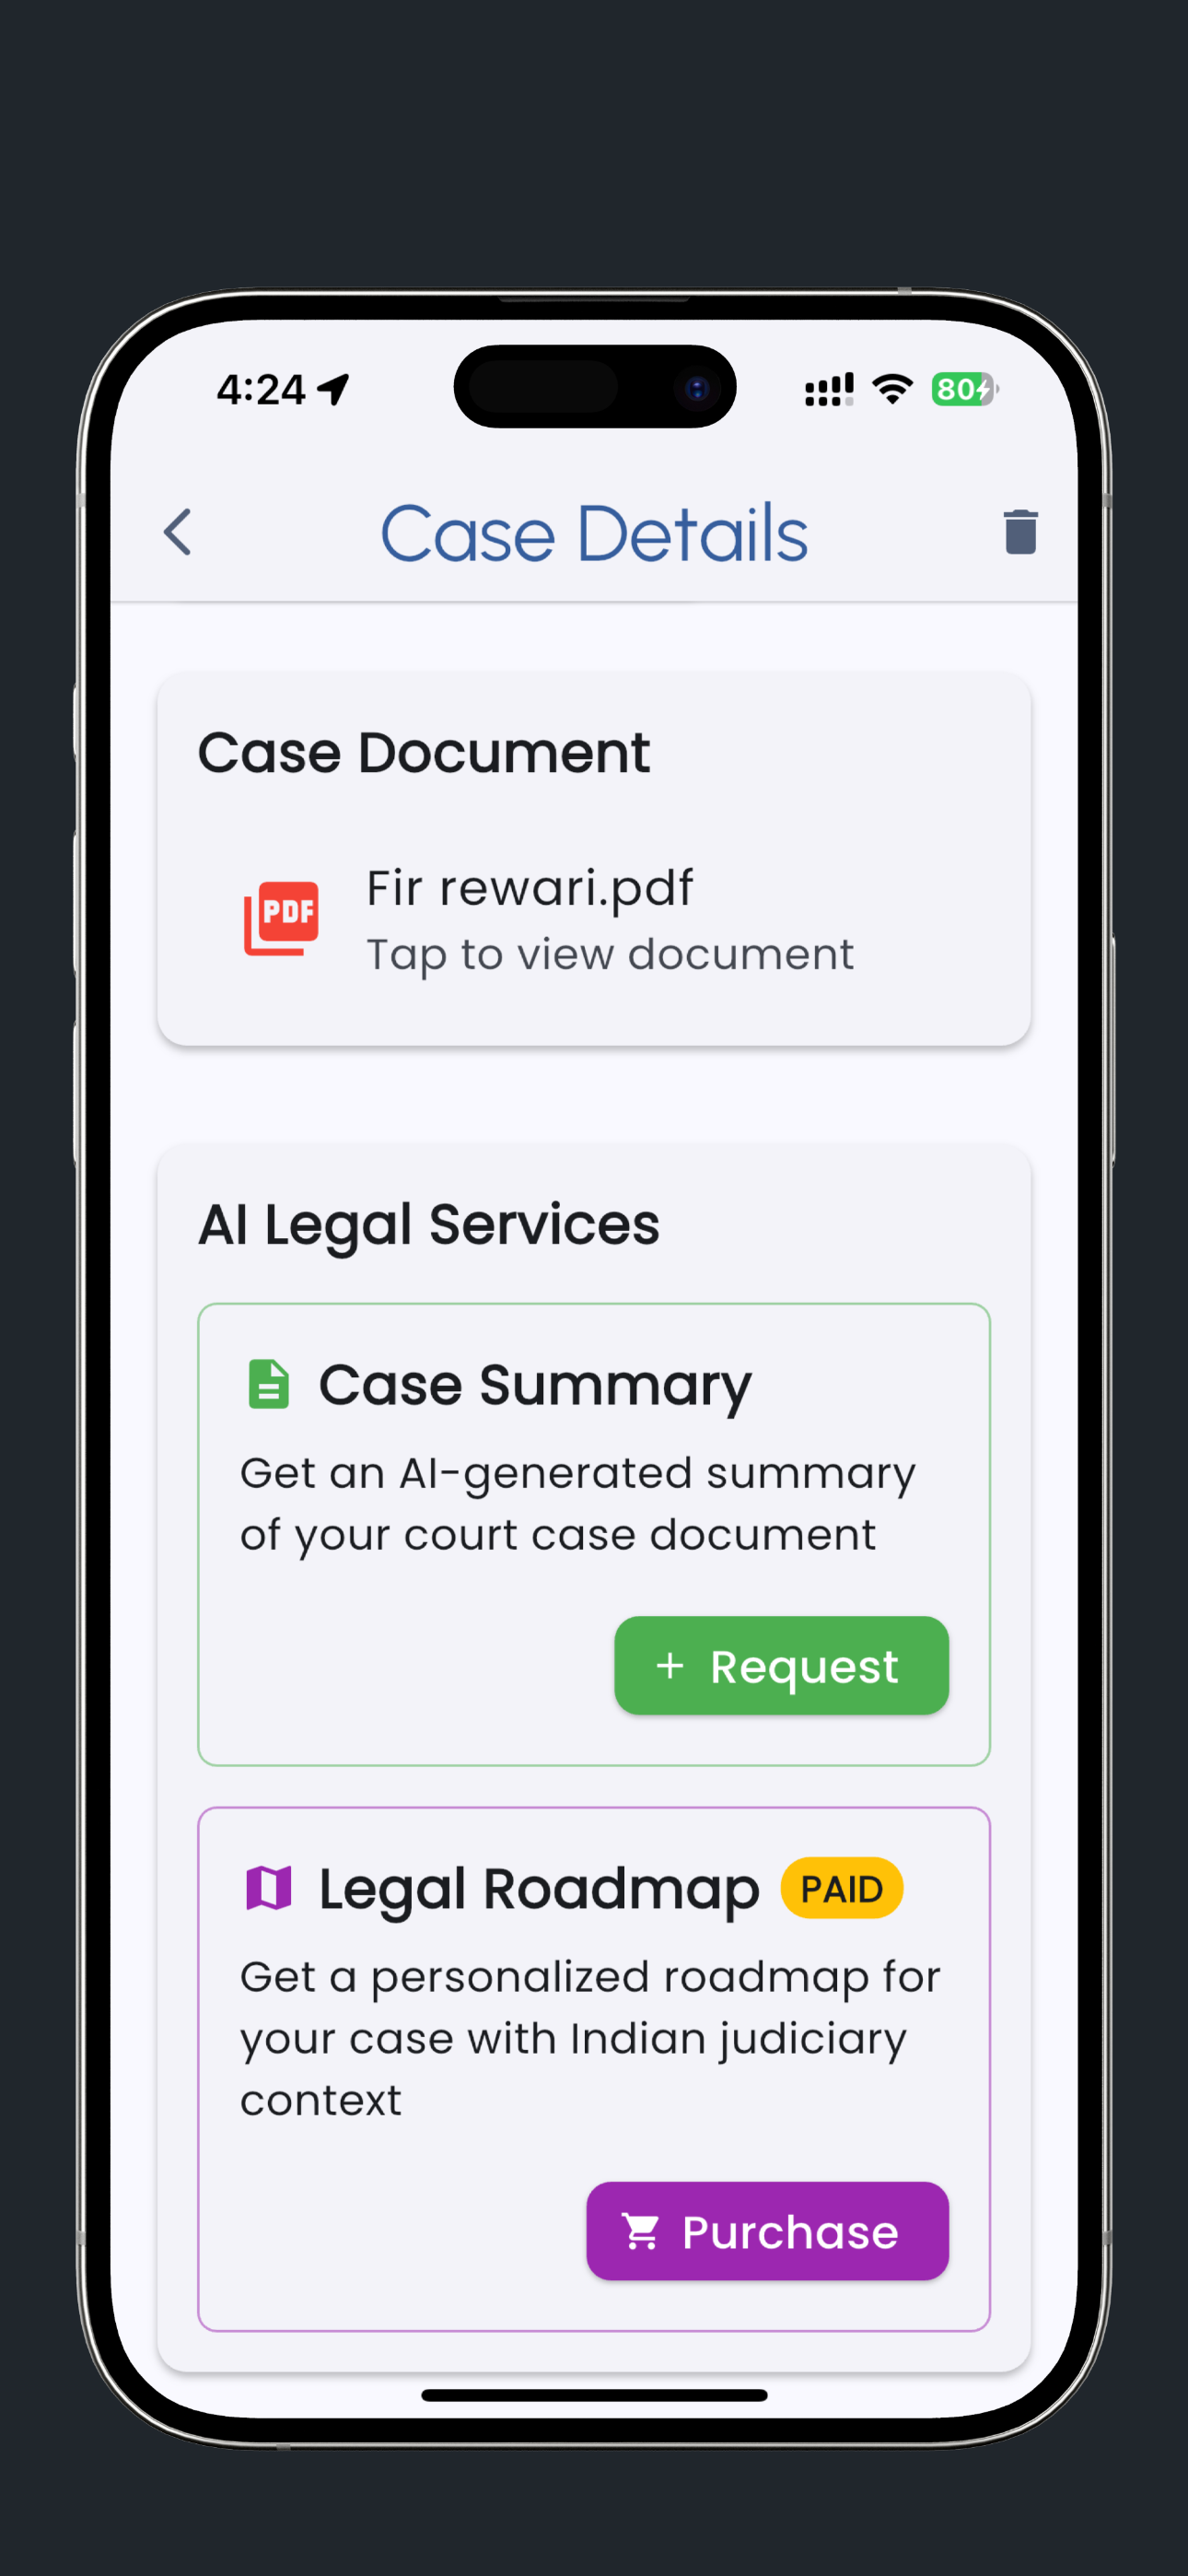 4:24
80
Case Details
Case Document
PDF
Fir rewari.pdf
Tap to view document
AI Legal Services
Case Summary
Get an AI-generated summary
of your court case document
+ Request
Legal Roadmap PAID
Get a personalized roadmap for
your case with Indian judiciary
context
Purchase